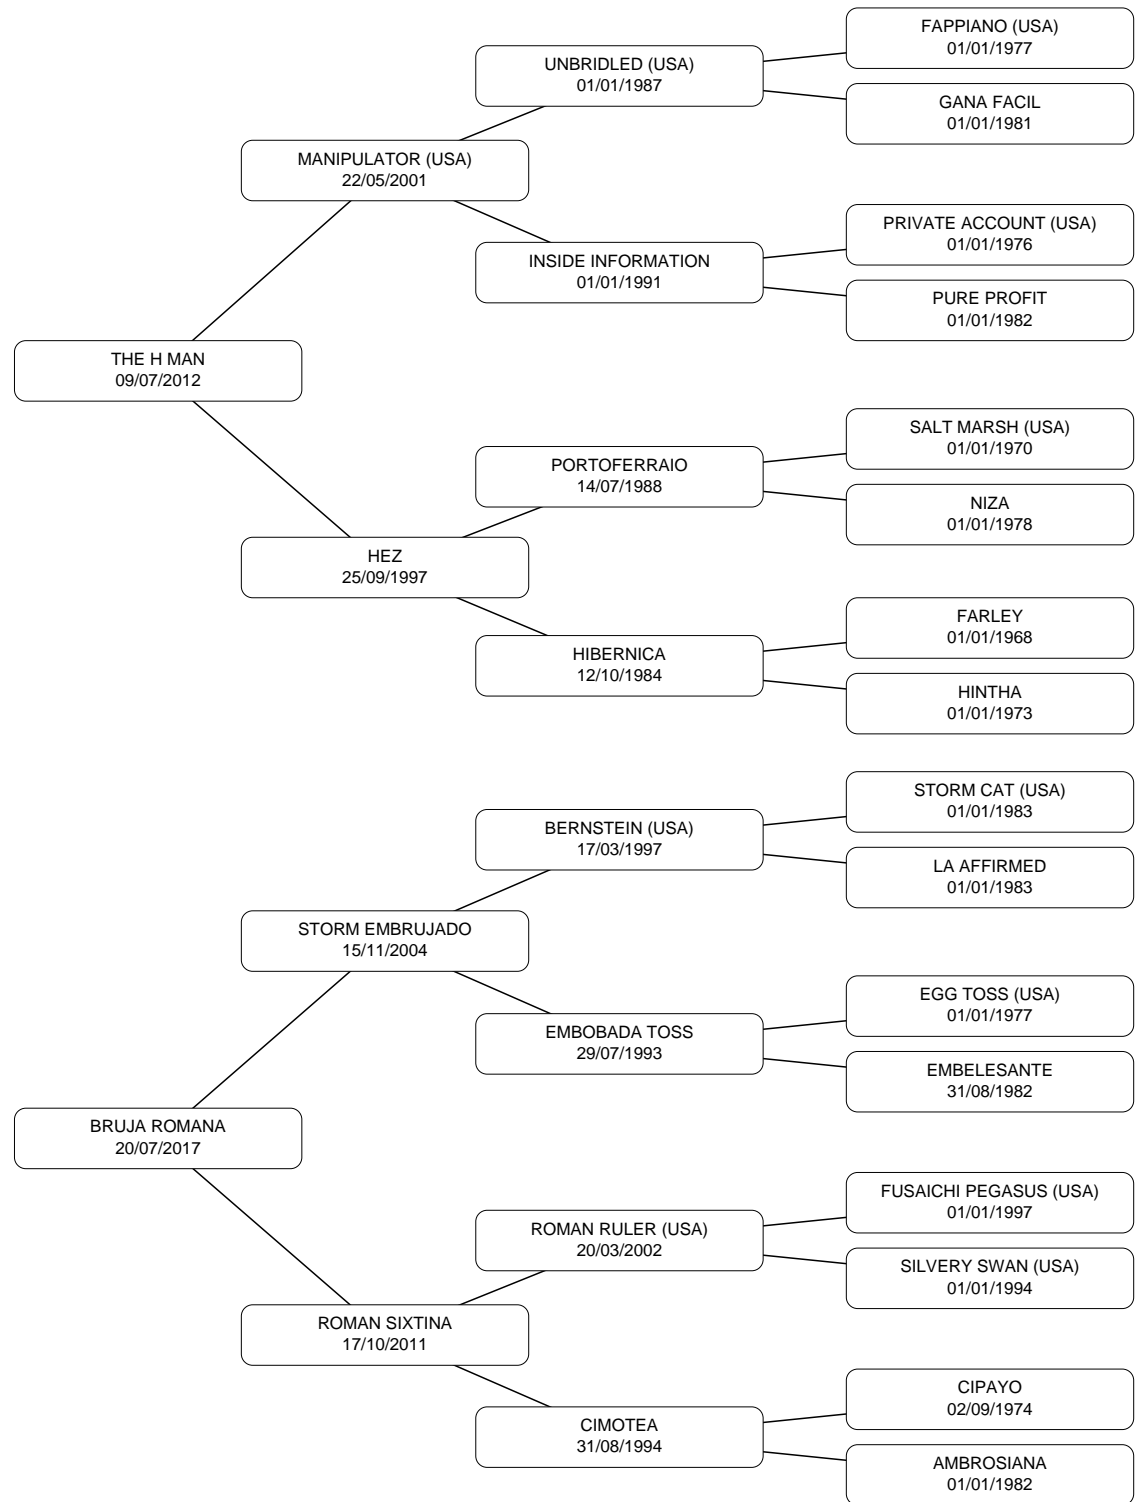 FAPPIANO (USA)
01/01/1977
UNBRIDLED (USA)
01/01/1987
GANA FACIL
01/01/1981
MANIPULATOR (USA)
22/05/2001
PRIVATE ACCOUNT (USA)
01/01/1976
INSIDE INFORMATION
01/01/1991
PURE PROFIT
01/01/1982
THE H MAN
09/07/2012
SALT MARSH (USA)
01/01/1970
PORTOFERRAIO
14/07/1988
NIZA
01/01/1978
HEZ
25/09/1997
FARLEY
01/01/1968
HIBERNICA
12/10/1984
HINTHA
01/01/1973
STORM CAT (USA)
01/01/1983
BERNSTEIN (USA)
17/03/1997
LA AFFIRMED
01/01/1983
STORM EMBRUJADO
15/11/2004
EGG TOSS (USA)
01/01/1977
EMBOBADA TOSS
29/07/1993
EMBELESANTE
31/08/1982
BRUJA ROMANA
20/07/2017
FUSAICHI PEGASUS (USA)
01/01/1997
ROMAN RULER (USA)
20/03/2002
SILVERY SWAN (USA)
01/01/1994
ROMAN SIXTINA
17/10/2011
CIPAYO
02/09/1974
CIMOTEA
31/08/1994
AMBROSIANA
01/01/1982